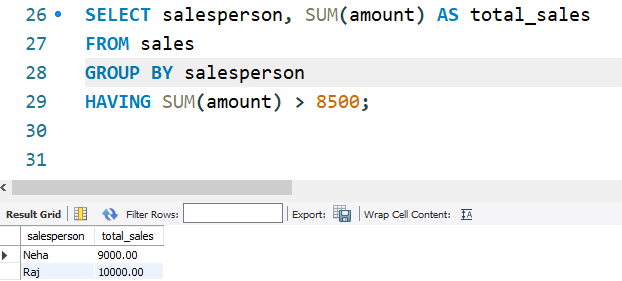 26 SELECT salesperson, SUM(amount) AS total_sales
27 FROM sales
28 GROUP BY salesperson
29 HAVING SUM(amount) > 8500;
30
31
Result Grid Filter Rows: Export: Wrap Cell Content:
salesperson total_sales
Neha 9000.00
Raj 10000.00